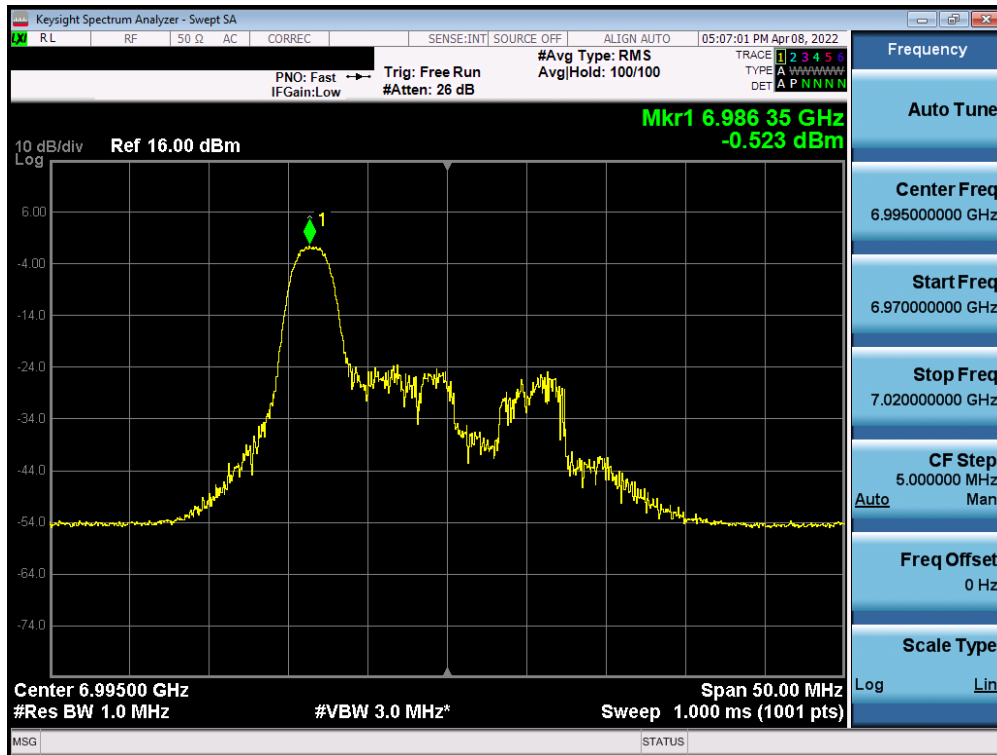 Keysight Spectrum Analyzer - Swept SA
LXI RL RF 50 Ω AC CORREC SENSE:INT SOURCE OFF ALIGN AUTO 05:07:01 PM Apr 08, 2022
Frequency
PNO: Fast
IFGain:Low
Trig: Free Run
#Atten: 26 dB
#Avg Type: RMS
Avg|Hold: 100/100
TRACE 1 2 3 4 5 6
TYPE A WWWWW
DET A P N N N N
Auto Tune
Mkr1 6.986 35 GHz
-0.523 dBm
10 dB/div
Log
Ref 16.00 dBm
1
6.00
-4.00
-14.0
-24.0
-34.0
-44.0
-54.0
-64.0
-74.0
Center Freq
6.995000000 GHz
Start Freq
6.970000000 GHz
Stop Freq
7.020000000 GHz
CF Step
5.000000 MHz
Auto Man
Freq Offset
0 Hz
Scale Type
Log Lin
Center 6.99500 GHz
Span 50.00 MHz
#Res BW 1.0 MHz
#VBW 3.0 MHz*
Sweep 1.000 ms (1001 pts)
MSG
STATUS